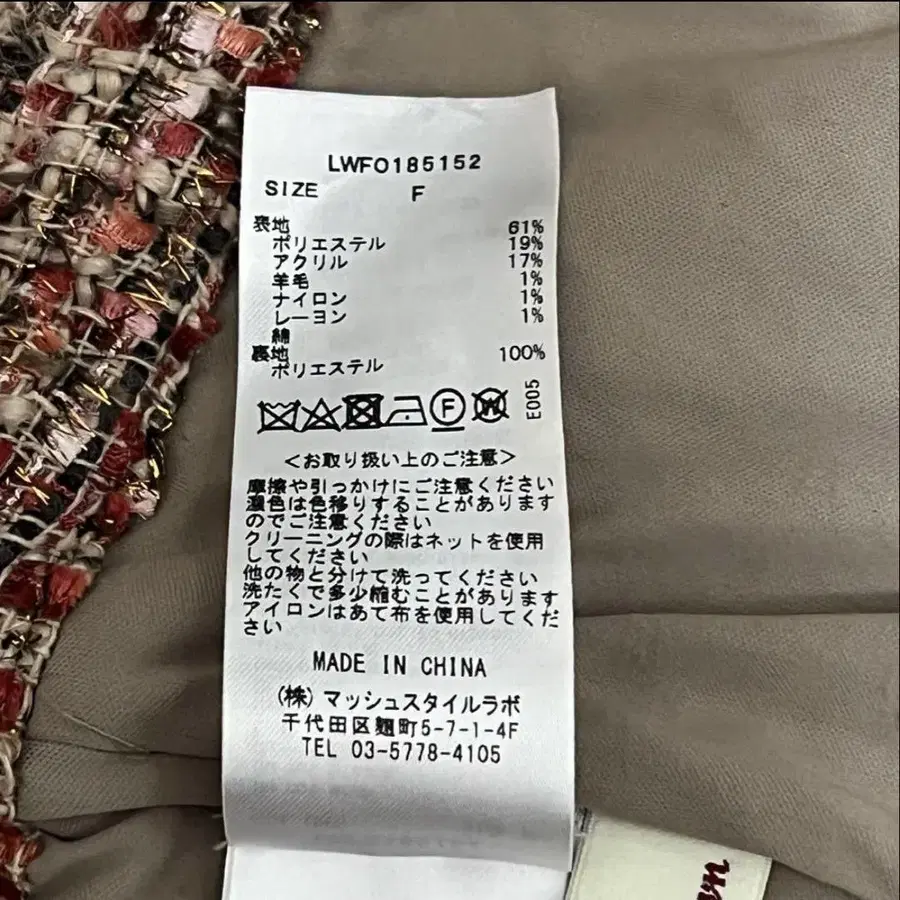 LWFO185152
SIZE F
表地 61%
ポリエステル 19%
アクリル 17%
羊毛 1%
ナイロン 1%
レーヨン 1%
綿
裏地
ポリエステル 100%
F
W
E005
<お取り扱い上のご注意>
摩擦や引っかけにご注意ください
濃色は色移りすることがあります
のでご注意ください
クリーニングの際はネットを使用
してください
他の物と分けて洗ってください
洗たくで多少縮むことがあります
アイロンはあて布を使用してくだ
さい
MADE IN CHINA
(株)マッシュスタイルラボ
千代田区麹町5-7-1-4F
TEL 03-5778-4105